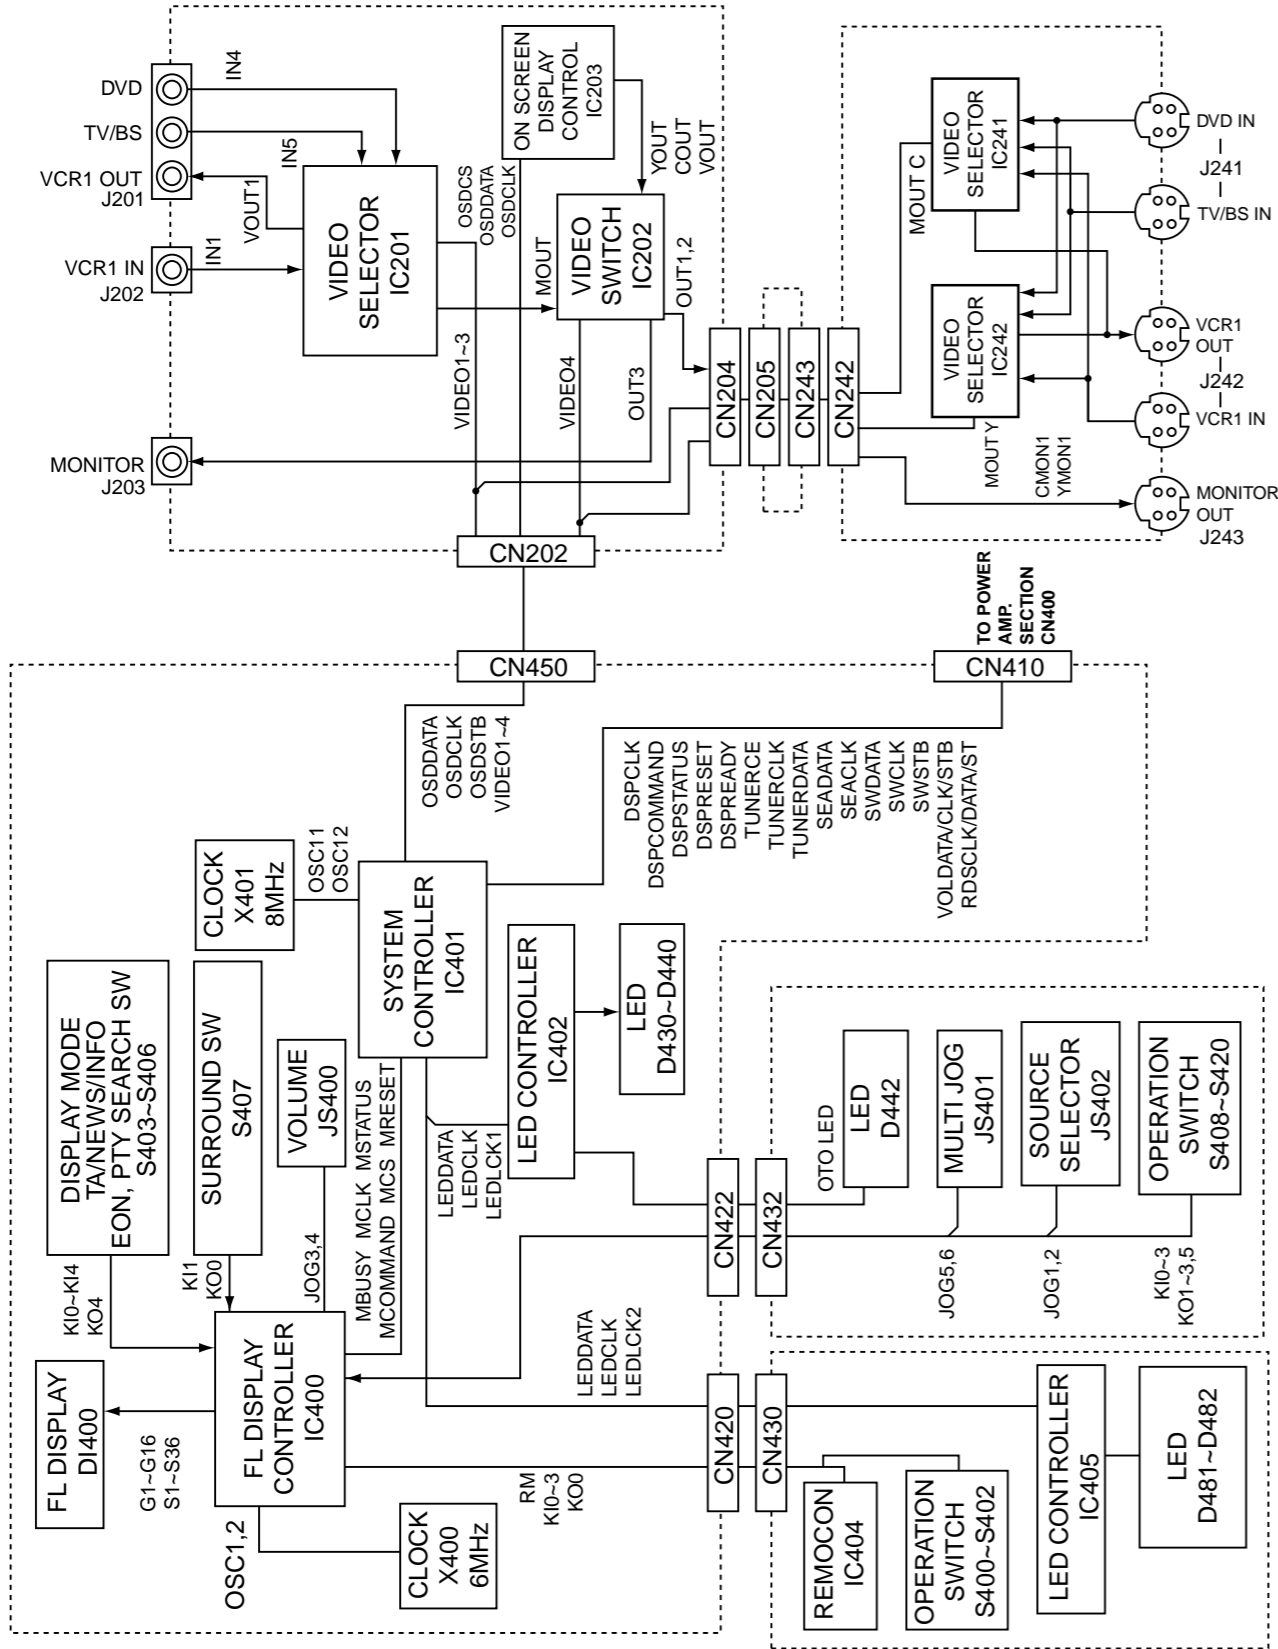 DVD
TV/BS
VCR1 OUT
J201
VCR1 IN
J202
MONITOR
J203
IN4
IN5
VOUT1
IN1
VIDEO
SELECTOR
IC201
ON SCREEN
DISPLAY
CONTROL
IC203
OSDCS
OSDDATA
OSDCLK
YOUT
COUT
VOUT
MOUT
VIDEO
SWITCH
IC202
OUT1,2
VIDEO1~3
VIDEO4
OUT3
CN204
CN205
CN243
CN242
CN202
MOUT C
VIDEO
SELECTOR
IC241
VIDEO
SELECTOR
IC242
MOUT Y
CMON1
YMON1
DVD IN
J241
TV/BS IN
VCR1
OUT
J242
VCR1 IN
MONITOR
OUT
J243
TO POWER
AMP.
SECTION
CN400
CN450
CN410
OSDDATA
OSDCLK
OSDSTB
VIDEO1~4
DSPCLK
DSPCOMMAND
DSPSTATUS
DSPRESET
DSPREADY
TUNERCE
TUNERCLK
TUNERDATA
SEADATA
SEACLK
SWDATA
SWCLK
SWSTB
VOLDATA/CLK/STB
RDSCLK/DATA/ST
CLOCK
X401
8MHz
OSC11
OSC12
SYSTEM
CONTROLLER
IC401
DISPLAY MODE
TA/NEWS/INFO
EON, PTY SEARCH SW
S403~S406
SURROUND SW
S407
VOLUME
JS400
LED CONTROLLER
IC402
LED
D430~D440
MBUSY MCLK MSTATUS
MCOMMAND MCS MRESET
LEDDATA
LEDCLK
LEDLCK1
KI0~KI4
KO4
KI1
KO0
JOG3,4
FL DISPLAY
DI400
G1~G16
S1~S36
FL DISPLAY
CONTROLLER
IC400
OSC1,2
CLOCK
X400
6MHz
RM
KI0~3
KO0
LEDDATA
LEDCLK
LEDLCK2
CN422
CN432
CN420
CN430
OTO LED
LED
D442
MULTI JOG
JS401
SOURCE
SELECTOR
JS402
OPERATION
SWITCH
S408~S420
JOG5,6
JOG1,2
KI0~3
KO1~3,5
REMOCON
IC404
OPERATION
SWITCH
S400~S402
LED CONTROLLER
IC405
LED
D481~D482